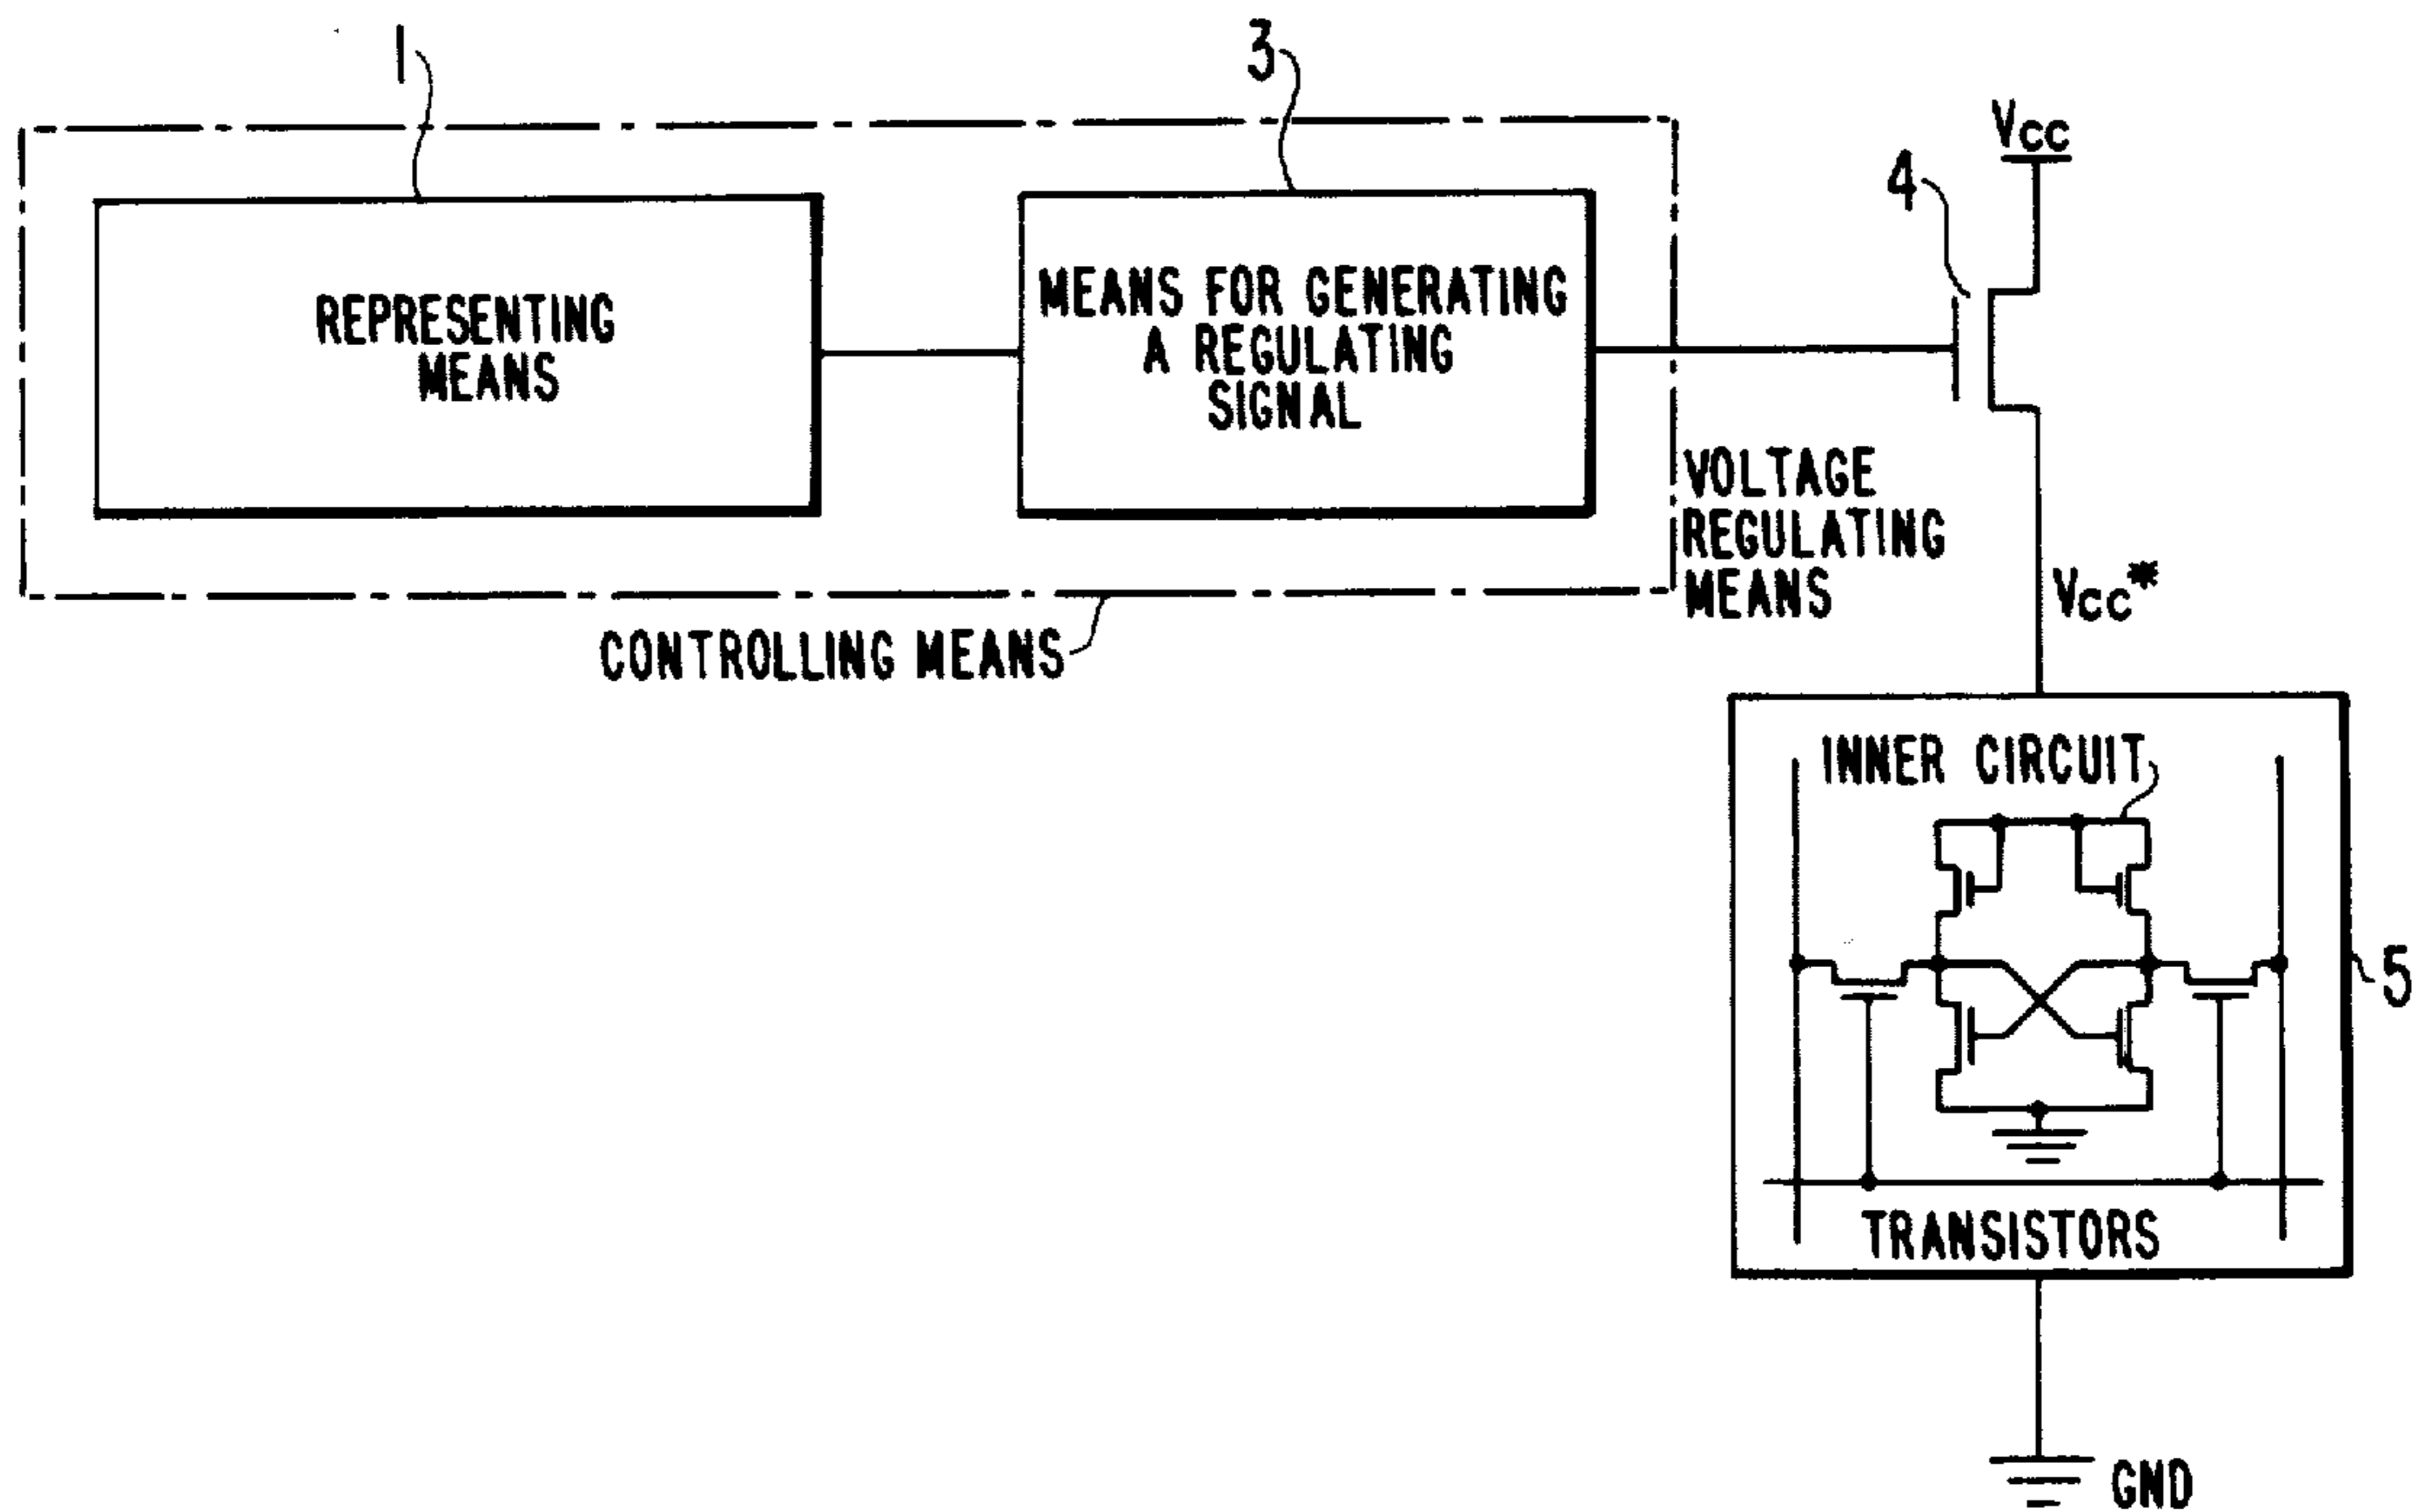 1
3
VCC
4
REPRESENTING
MEANS
MEANS FOR GENERATING
A REGULATING
SIGNAL
VOLTAGE
REGULATING
MEANS
VCC*
CONTROLLING MEANS
INNER CIRCUIT
5
TRANSISTORS
GND